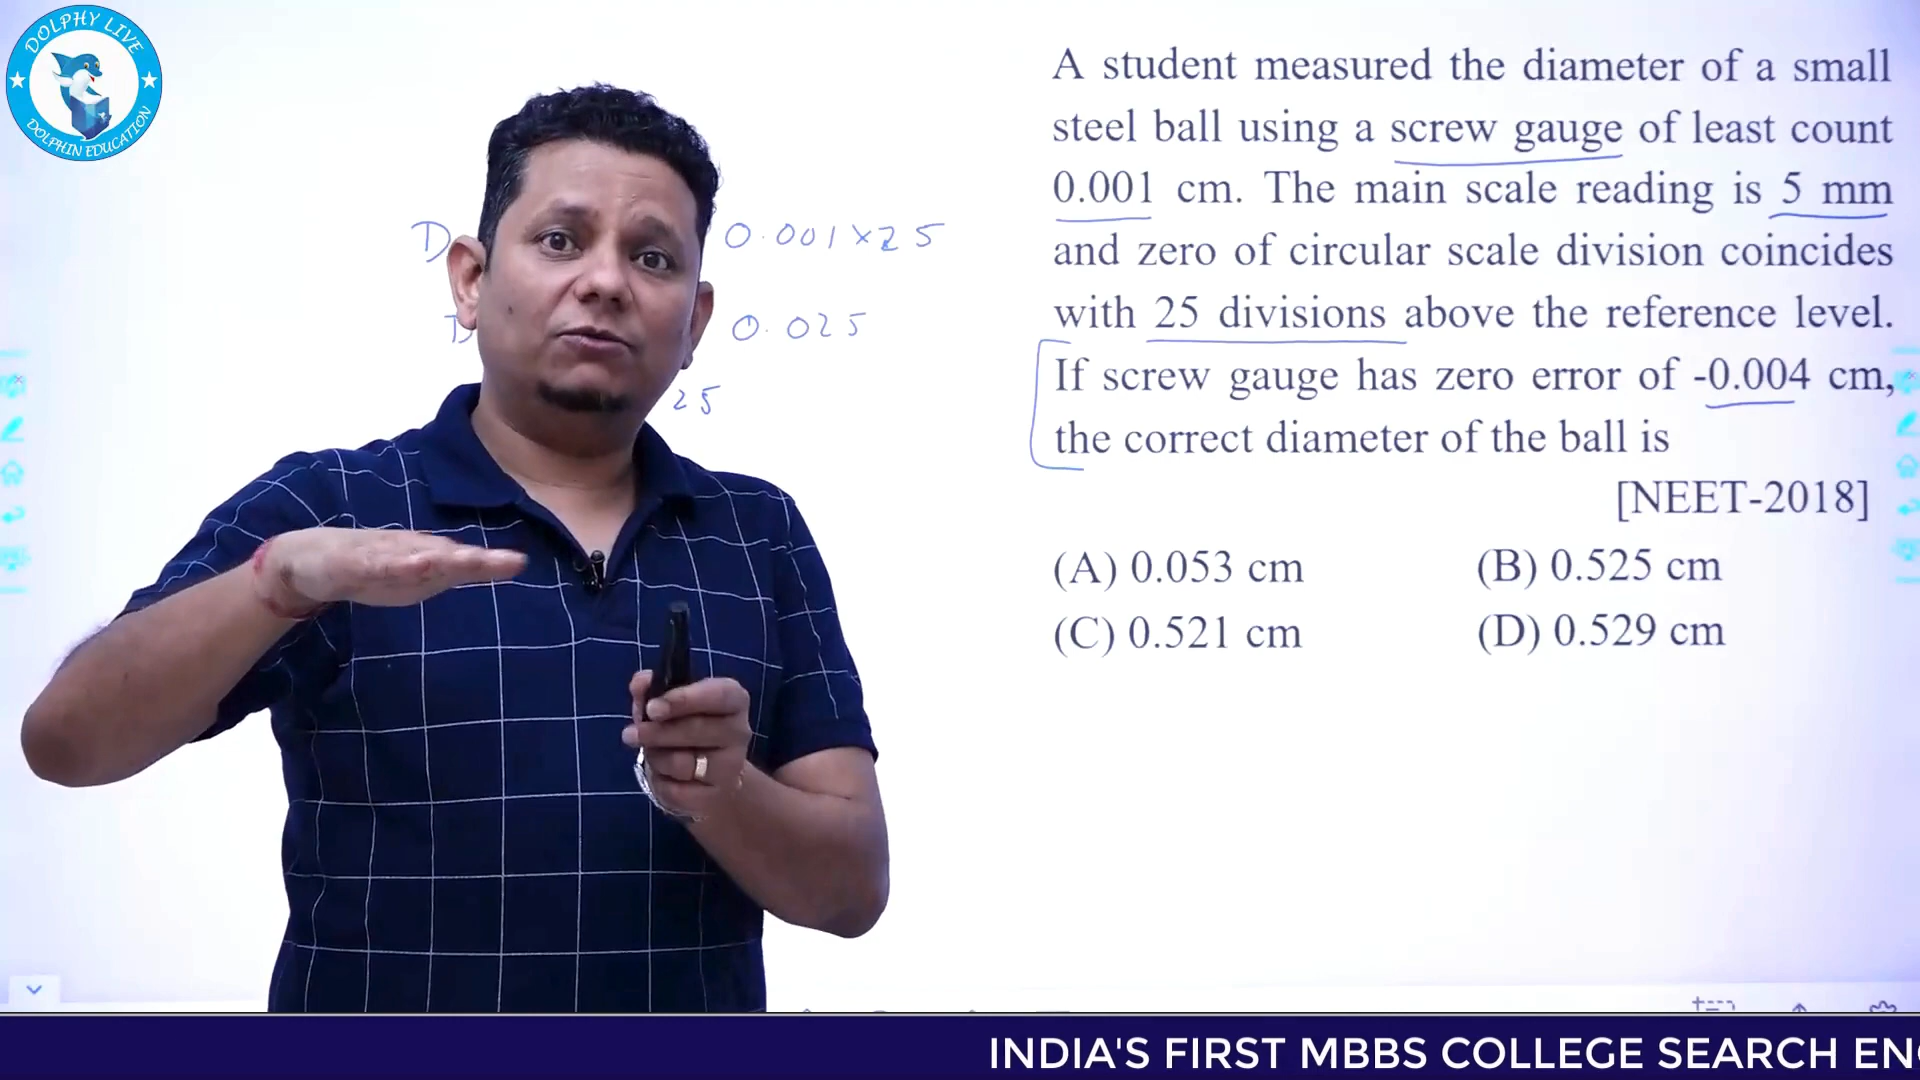 DOLPHY LIVE
DOLPHIN EDUCATION
D 0.001×25
D 0.025
25
A student measured the diameter of a small
steel ball using a screw gauge of least count
0.001 cm. The main scale reading is 5 mm
and zero of circular scale division coincides
with 25 divisions above the reference level.
If screw gauge has zero error of -0.004 cm,
the correct diameter of the ball is
[NEET-2018]
(A) 0.053 cm (B) 0.525 cm
(C) 0.521 cm (D) 0.529 cm
INDIA'S FIRST MBBS COLLEGE SEARCH